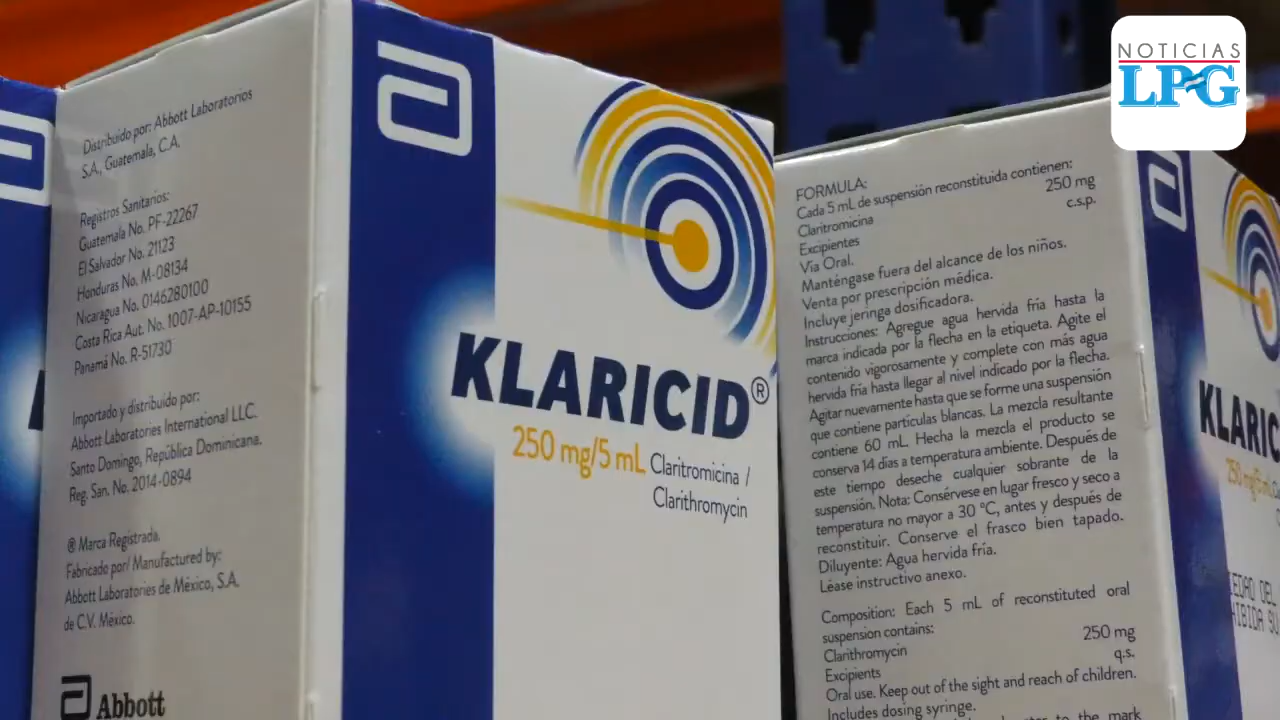 NOTICIAS
LPG
Distribuido por: Abbott Laboratorios
S.A., Guatemala, C.A.
Registros Sanitarios:
Guatemala No. PF-22267
El Salvador No. 21123
Honduras No. M-08134
Nicaragua No. 0146280100
Costa Rica Aut. No. 1007-AP-10155
Panamá No. R-51730
Importado y distribuido por:
Abbott Laboratories International LLC.
Santo Domingo, República Dominicana.
Reg. San. No. 2014-0894
® Marca Registrada.
Fabricado por/ Manufactured by:
Abbott Laboratories de México, S.A.
de C.V. México.
Abbott
KLARICID®
250 mg/5 mL Claritromicina /
Clarithromycin
FORMULA:
Cada 5 mL de suspensión reconstituida contienen:
Claritromicina 250 mg
Excipientes c.s.p.
Vía Oral.
Manténgase fuera del alcance de los niños.
Venta por prescripción médica.
Incluye jeringa dosificadora.
Instrucciones: Agregue agua hervida fría hasta la
marca indicada por la flecha en la etiqueta. Agite el
contenido vigorosamente y complete con más agua
hervida fría hasta llegar al nivel indicado por la flecha.
Agitar nuevamente hasta que se forme una suspensión
que contiene partículas blancas. La mezcla resultante
contiene 60 mL. Hecha la mezcla el producto se
conserva 14 días a temperatura ambiente. Después de
este tiempo deseche cualquier sobrante de la
suspensión. Nota: Consérvese en lugar fresco y seco a
temperatura no mayor a 30 °C, antes y después de
reconstituir. Conserve el frasco bien tapado.
Diluyente: Agua hervida fría.
Léase instructivo anexo.
Composition: Each 5 mL of reconstituted oral
suspension contains:
Clarithromycin 250 mg
Excipients q.s.
Oral use. Keep out of the sight and reach of children.
Includes dosing syringe.
to the mark
KLARIC
250 mg/5 mL
EDAD DEL
HIBIDA SU